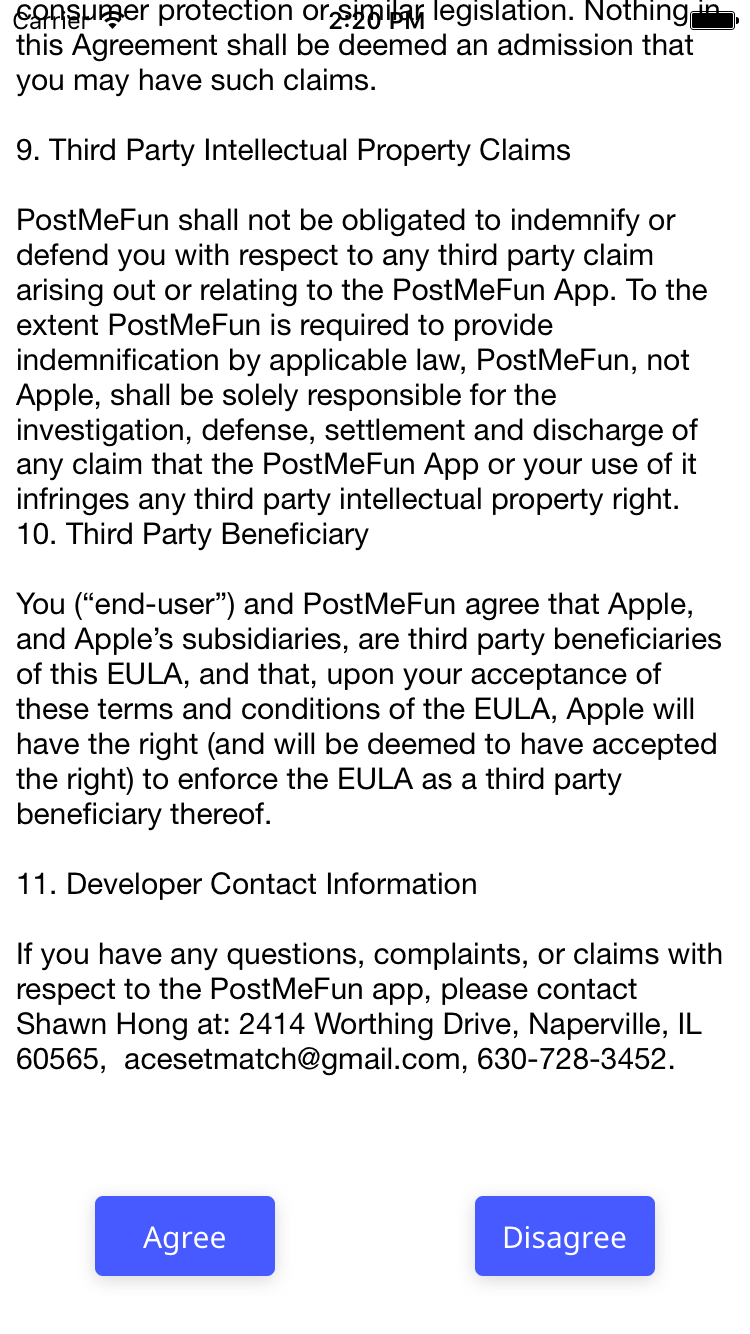 consumer protection or similar legislation. Nothing in
Carrier 2:20 PM
this Agreement shall be deemed an admission that
you may have such claims.
9. Third Party Intellectual Property Claims
PostMeFun shall not be obligated to indemnify or
defend you with respect to any third party claim
arising out or relating to the PostMeFun App. To the
extent PostMeFun is required to provide
indemnification by applicable law, PostMeFun, not
Apple, shall be solely responsible for the
investigation, defense, settlement and discharge of
any claim that the PostMeFun App or your use of it
infringes any third party intellectual property right.
10. Third Party Beneficiary
You (“end-user”) and PostMeFun agree that Apple,
and Apple’s subsidiaries, are third party beneficiaries
of this EULA, and that, upon your acceptance of
these terms and conditions of the EULA, Apple will
have the right (and will be deemed to have accepted
the right) to enforce the EULA as a third party
beneficiary thereof.
11. Developer Contact Information
If you have any questions, complaints, or claims with
respect to the PostMeFun app, please contact
Shawn Hong at: 2414 Worthing Drive, Naperville, IL
60565,  acesetmatch@gmail.com, 630-728-3452.
Agree Disagree